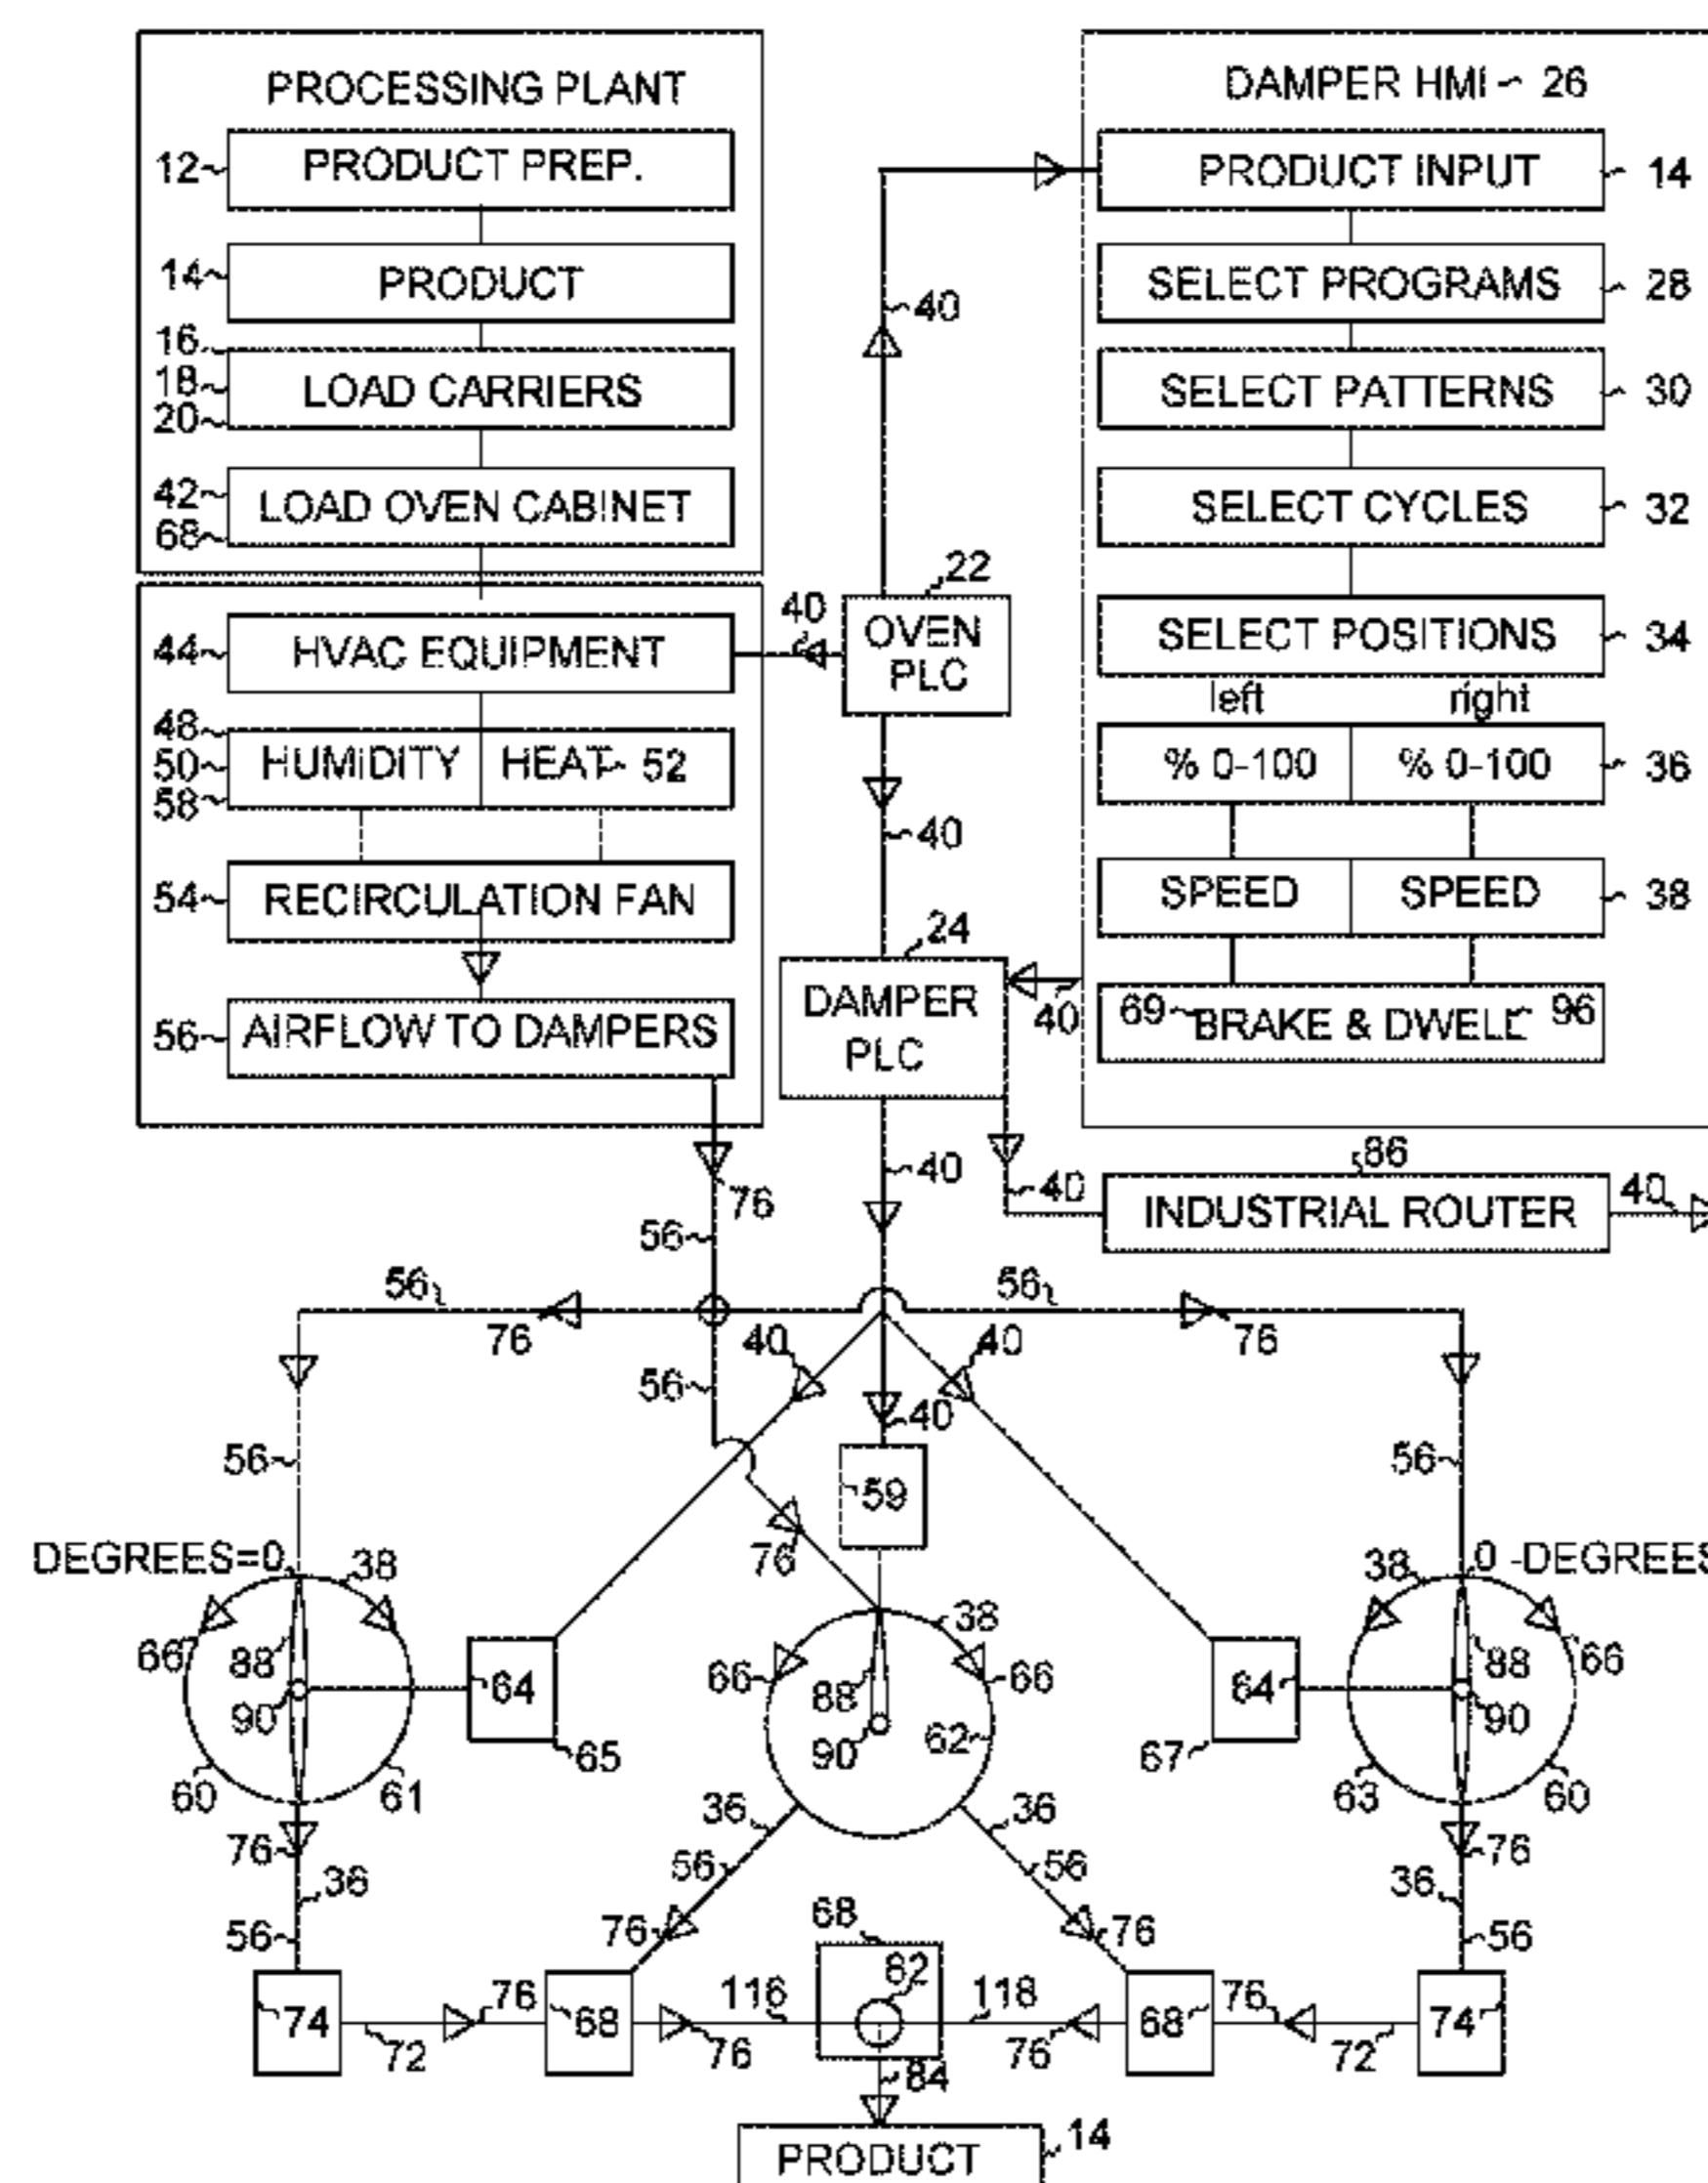 PROCESSING PLANT
12 PRODUCT PREP.
14 PRODUCT
16
18 LOAD CARRIERS
20
42 LOAD OVEN CABINET
68
44 HVAC EQUIPMENT
48
50 HUMIDITY HEAT 52
58
54 RECIRCULATION FAN
56 AIRFLOW TO DAMPERS
40
40
22
OVEN
PLC
40
24
DAMPER
PLC
40
DAMPER HMI 26
PRODUCT INPUT 14
SELECT PROGRAMS 28
SELECT PATTERNS 30
SELECT CYCLES 32
SELECT POSITIONS 34
left right
% 0-100 % 0-100 36
SPEED SPEED 38
69 BRAKE & DWELL 96
86
40 40 INDUSTRIAL ROUTER 40
76
56
56 56
76 76
40 40
56
40
56 59 56
76
DEGREES=0 38 38 0 -DEGREES
38
66 88 64 66 66 64 88 66
88
90 90 62 90
65 67
60 61 63 60
36 36
76 76
36 56 56 36
56 76 68 76 56
82
74 76 68 116 118 68 76 74
72 76 76 72
84
PRODUCT 14